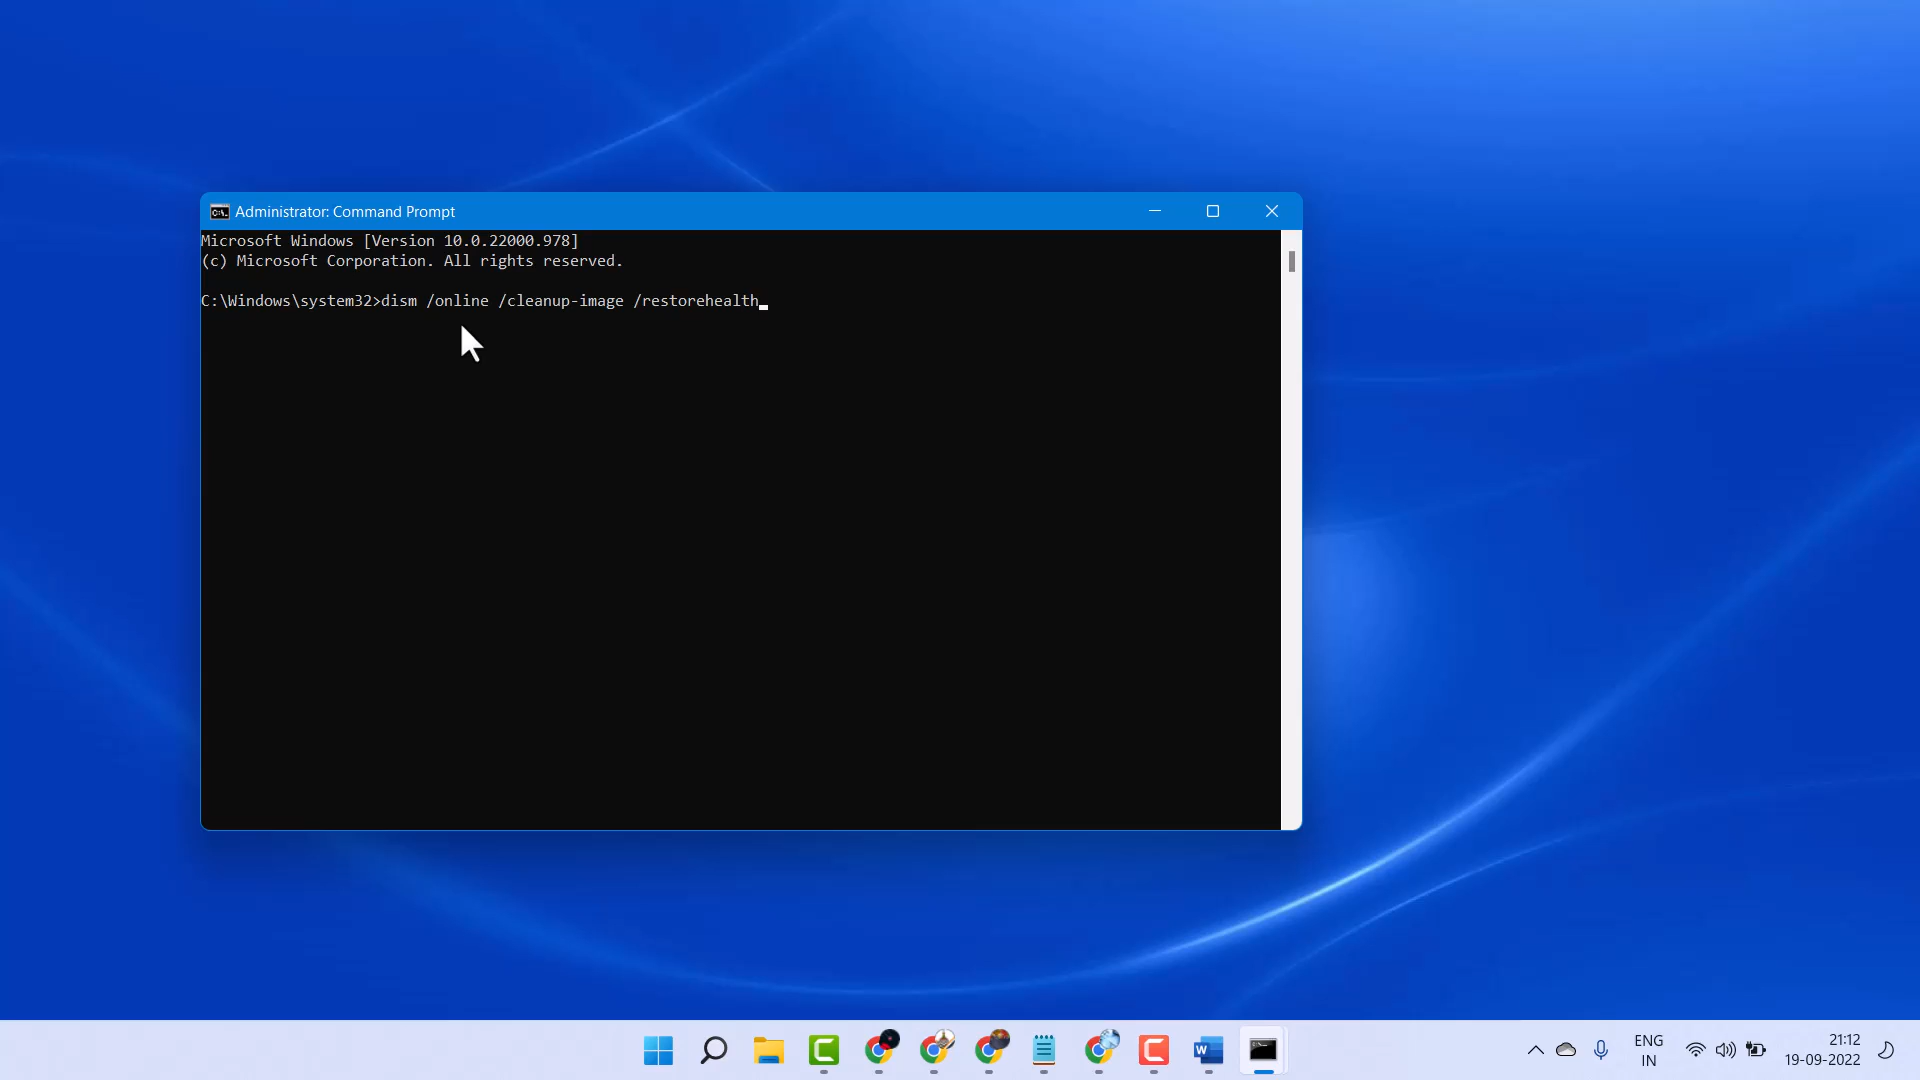 Administrator: Command Prompt
Microsoft Windows [Version 10.0.22000.978]
(c) Microsoft Corporation. All rights reserved.
C:\Windows\system32>dism /online /cleanup-image /restorehealth
ENG
IN
21:12
19-09-2022